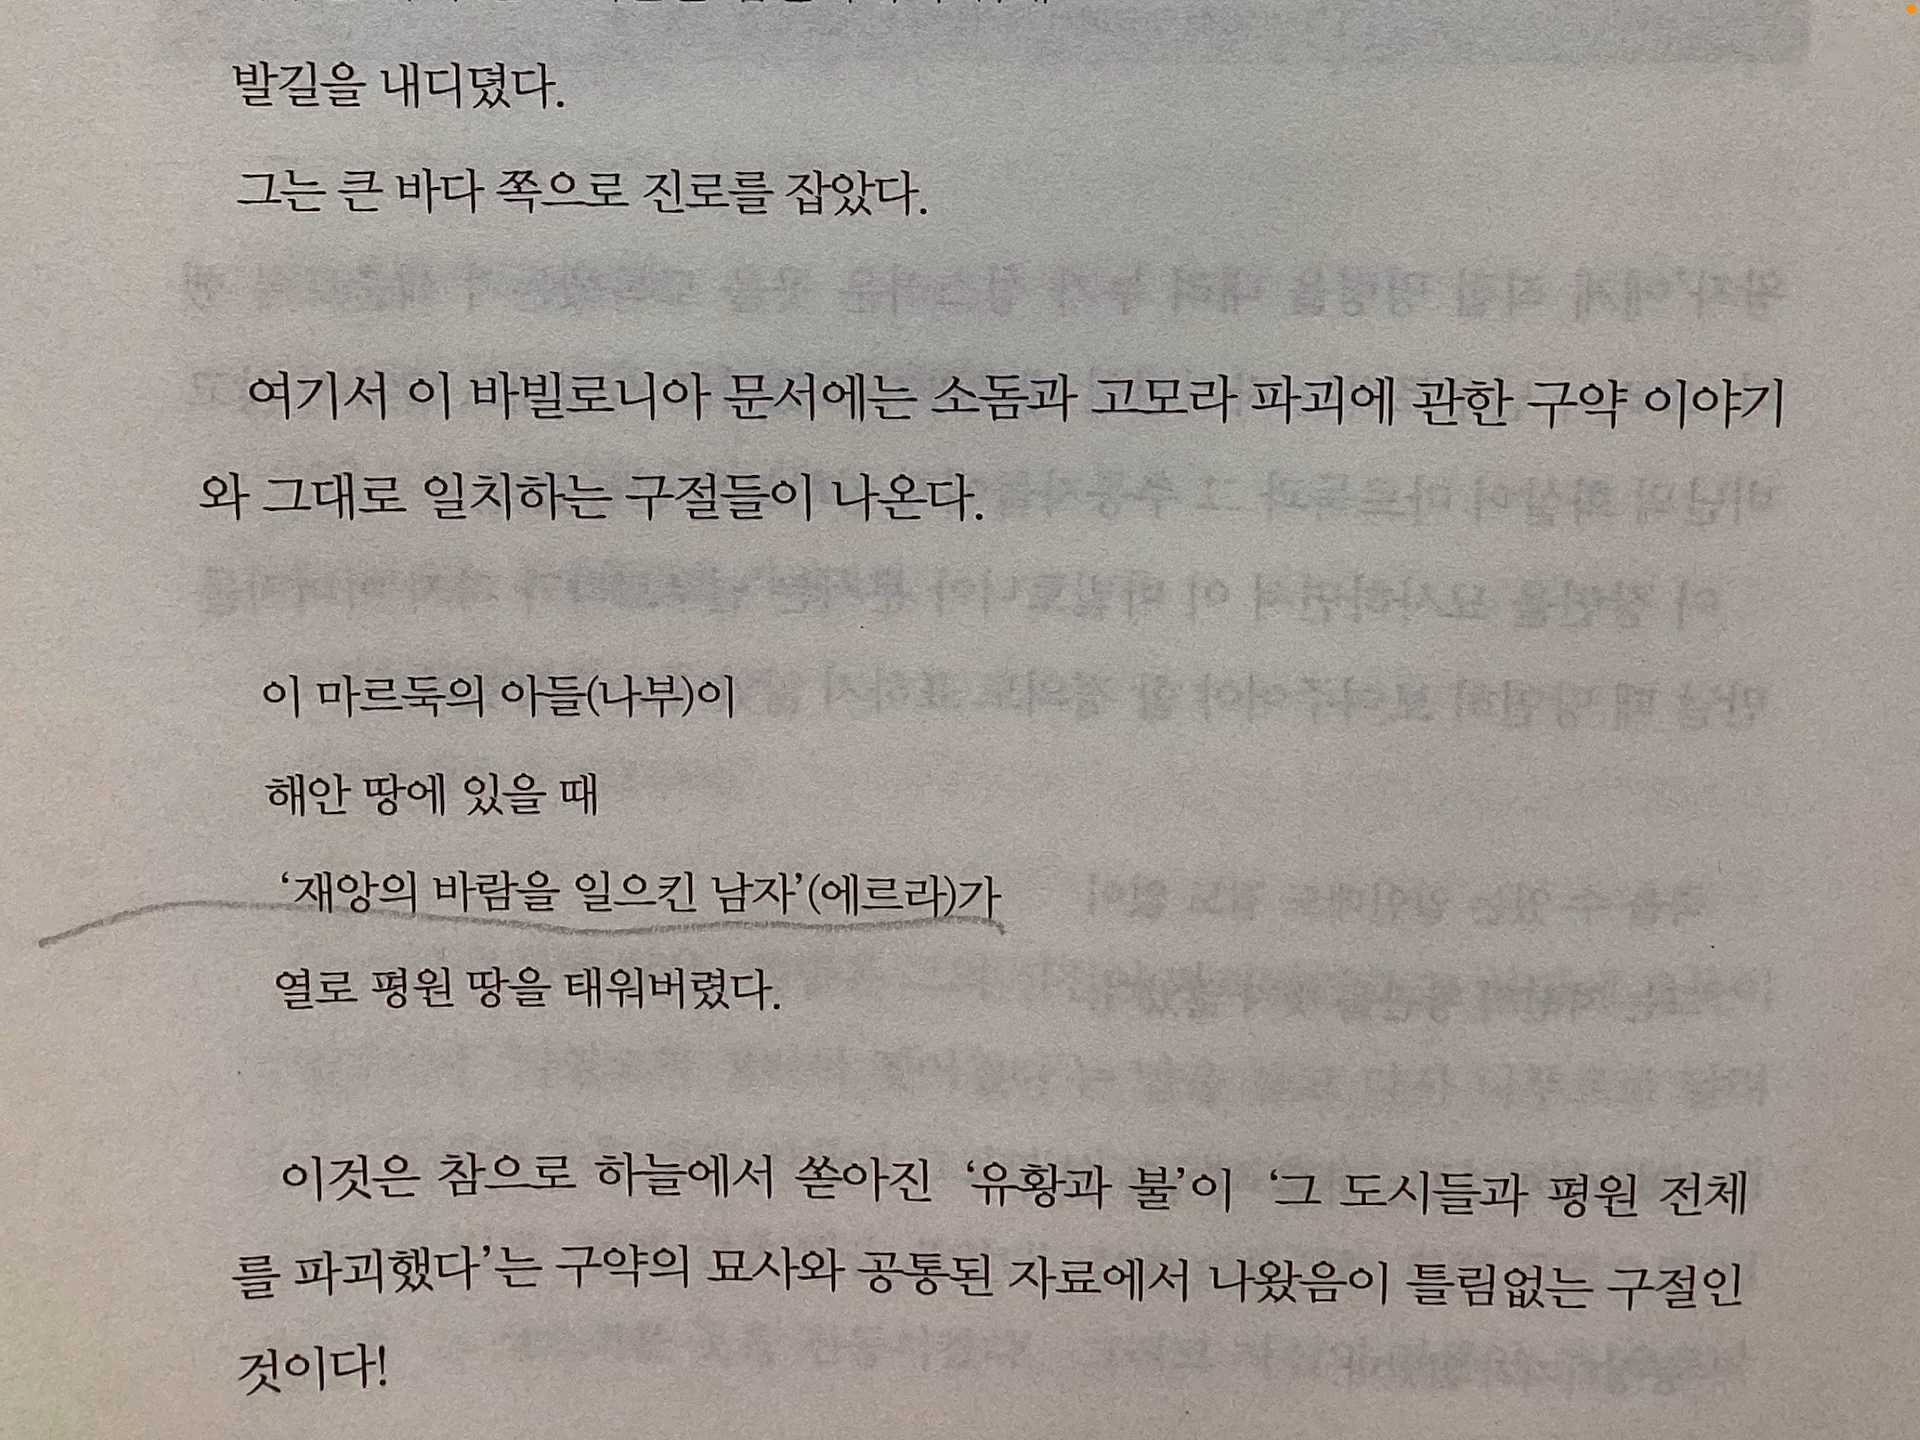 발길을 내디뎠다.
그는 큰 바다 쪽으로 진로를 잡았다.
여기서 이 바빌로니아 문서에는 소돔과 고모라 파괴에 관한 구약 이야기
와 그대로 일치하는 구절들이 나온다.
이 마르둑의 아들(나부)이
해안 땅에 있을 때
‘재앙의 바람을 일으킨 남자’(에르라)가
열로 평원 땅을 태워버렸다.
이것은 참으로 하늘에서 쏟아진 ‘유황과 불’이 ‘그 도시들과 평원 전체
를 파괴했다’는 구약의 묘사와 공통된 자료에서 나왔음이 틀림없는 구절인
것이다!